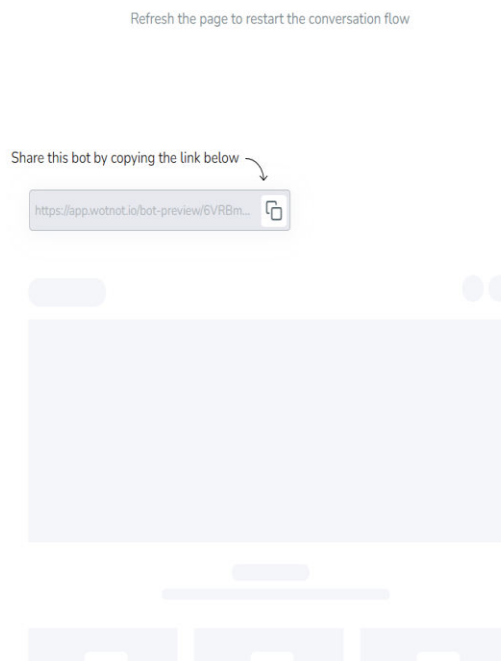 Refresh the page to restart the conversation flow
Share this bot by copying the link below
https://app.wotnot.io/bot-preview/6VRBm...